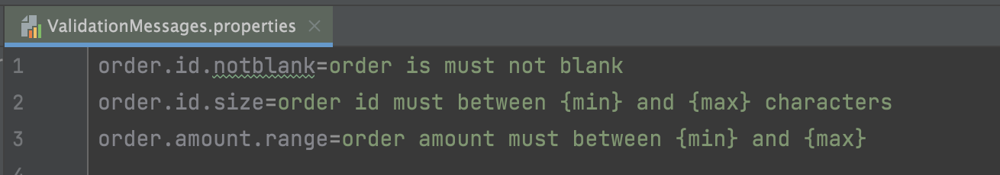 ValidationMessages.properties
1 order.id.notblank=order is must not blank
2 order.id.size=order id must between {min} and {max} characters
3 order.amount.range=order amount must between {min} and {max}
4